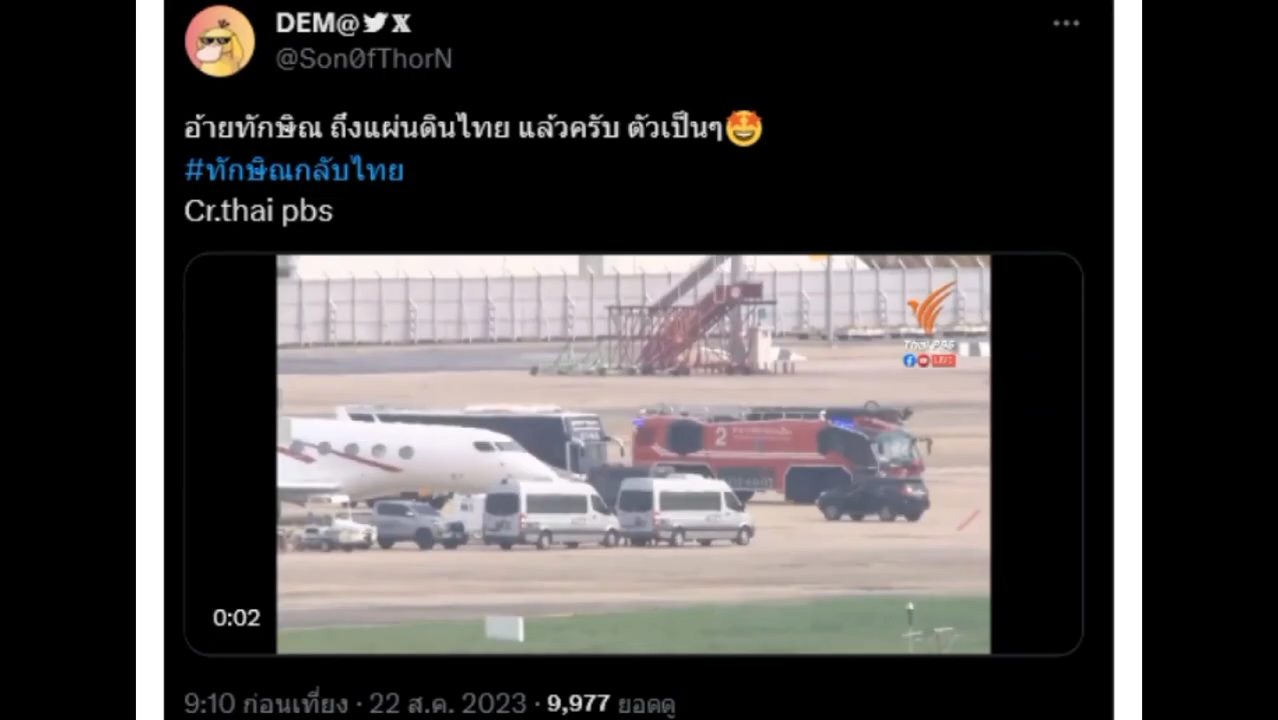 DEM@
@Son0fThorN
อ้ายทักษิณ ถึงแผ่นดินไทย แล้วครับ ตัวเป็นๆ🤩
#ทักษิณกลับไทย
Cr.thai pbs
Thai PBS
LIVE
2
0:02
9:10 ก่อนเที่ยง · 22 ส.ค. 2023 · 9,977 ยอดดู